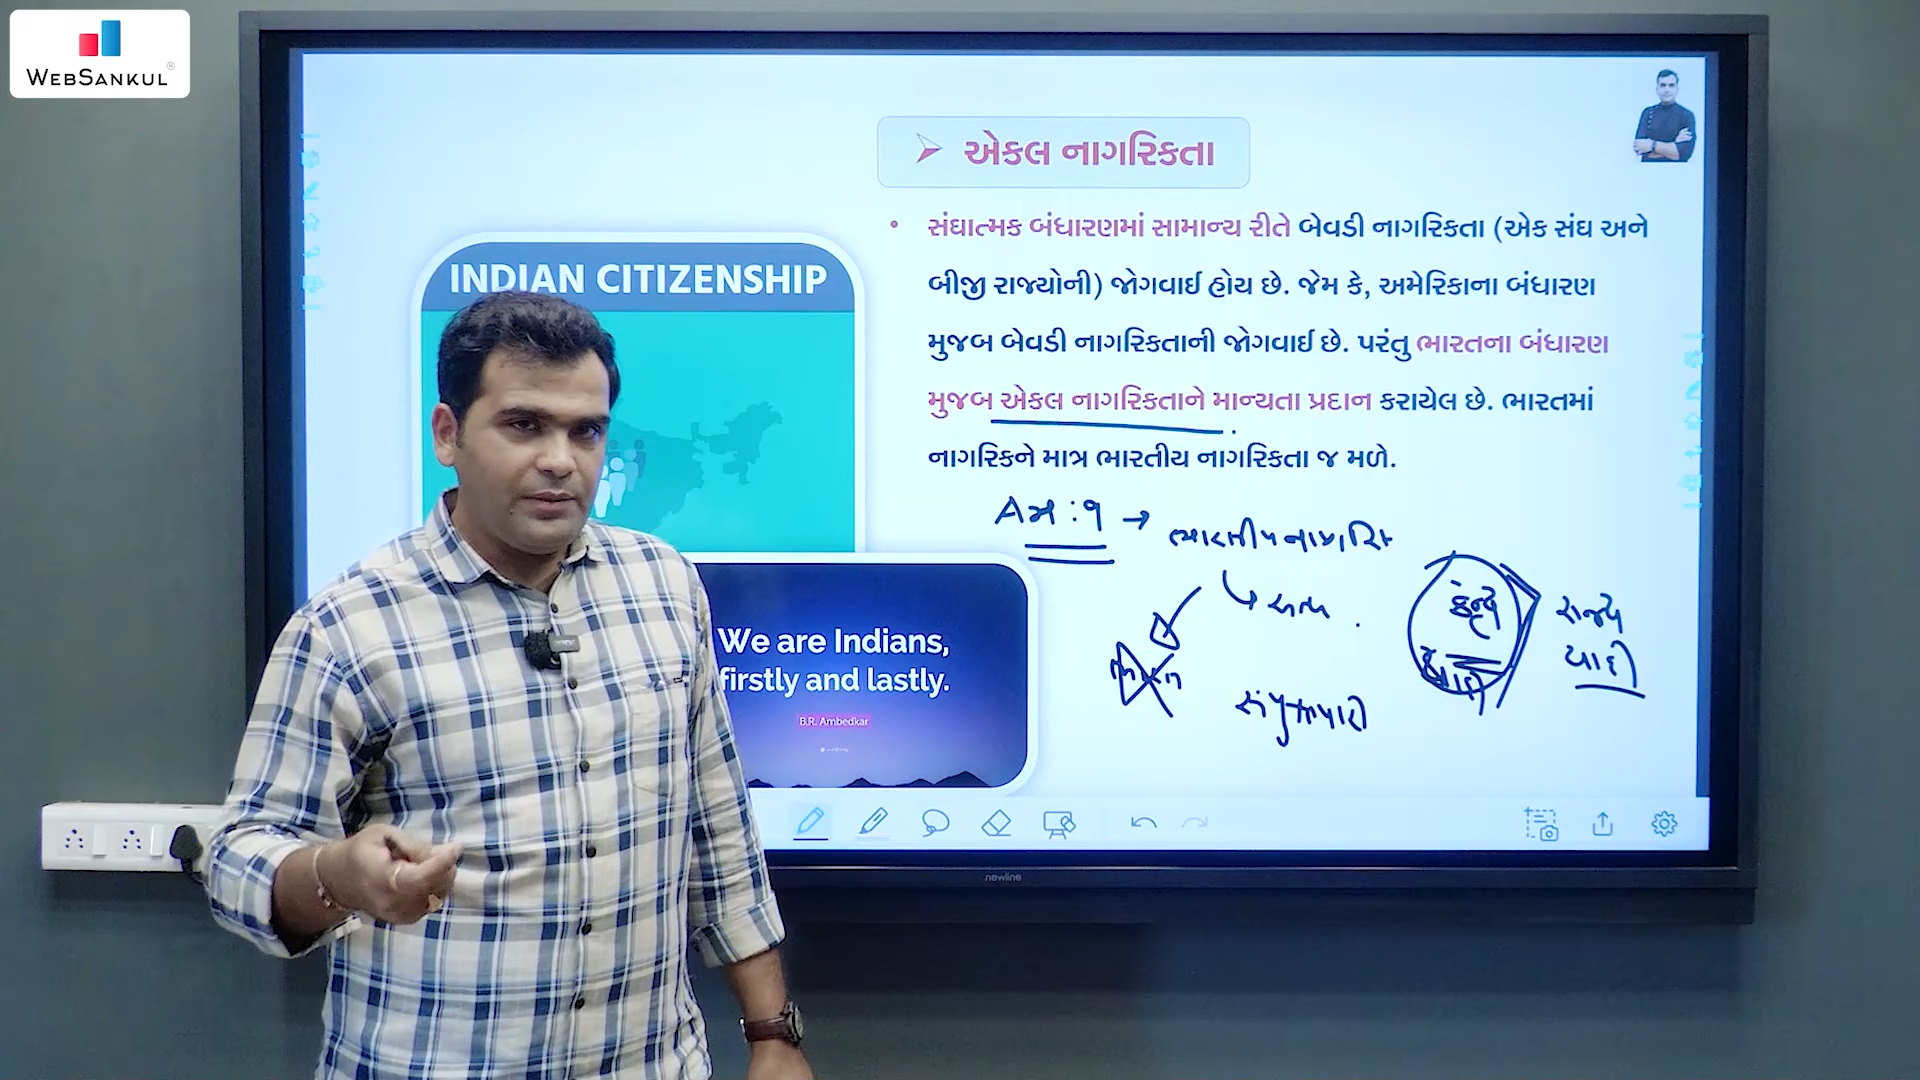 WEBSANKUL
એકલ નાગરિકતા
• સંઘાત્મક બંધારણમાં સામાન્ય રીતે બેવડી નાગરિકતા (એક સંઘ અને
બીજી રાજ્યોની) જોગવાઈ હોય છે. જેમ કે, અમેરિકાના બંધારણ
મુજબ બેવડી નાગરિકતાની જોગવાઈ છે. પરંતુ ભારતના બંધારણ
મુજબ એકલ નાગરિકતાને માન્યતા પ્રદાન કરાયેલ છે. ભારતમાં
નાગરિકને માત્ર ભારતીય નાગરિકતા જ મળે.
INDIAN CITIZENSHIP
We are Indians,
firstly and lastly.
B.R. Ambedkar
રાજ્ય
યાદી
newline